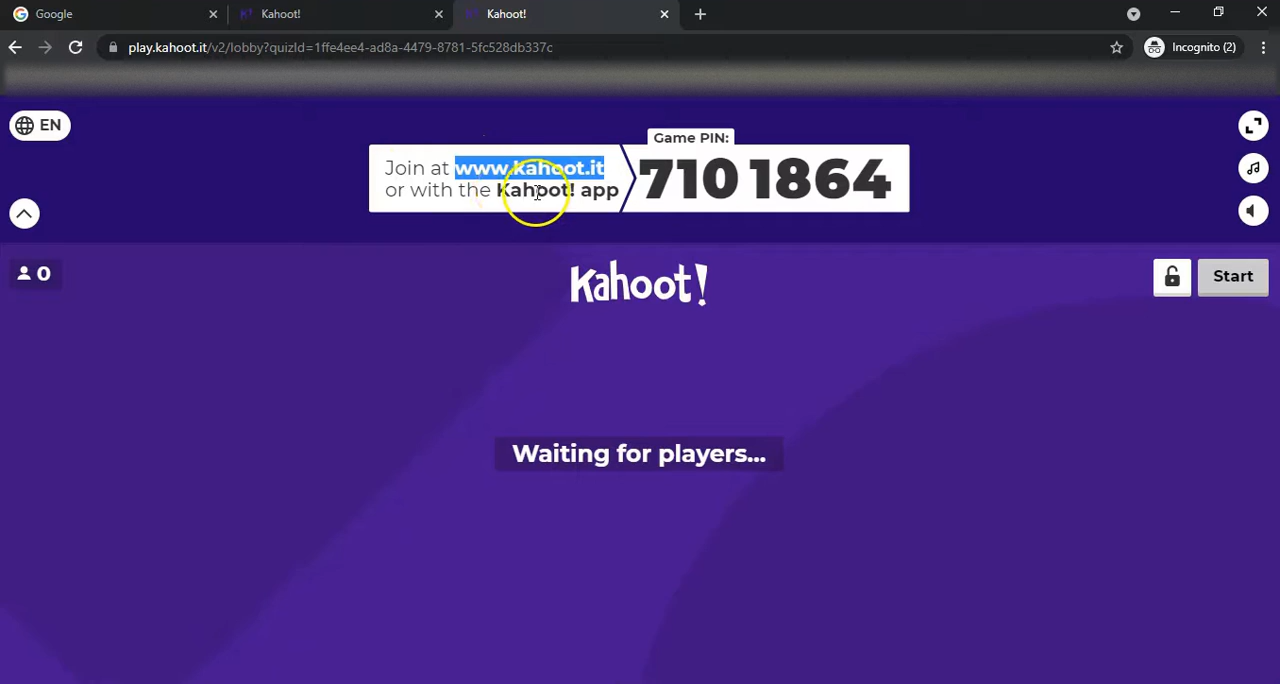 Google
Kahoot!
Kahoot!
play.kahoot.it/v2/lobby?quizId=1ffe4ee4-ad8a-4479-8781-5fc528db337c
Incognito (2)
EN
Join at www.kahoot.it
or with the Kahoot! app
Game PIN:
710 1864
0
Kahoot!
Start
Waiting for players...